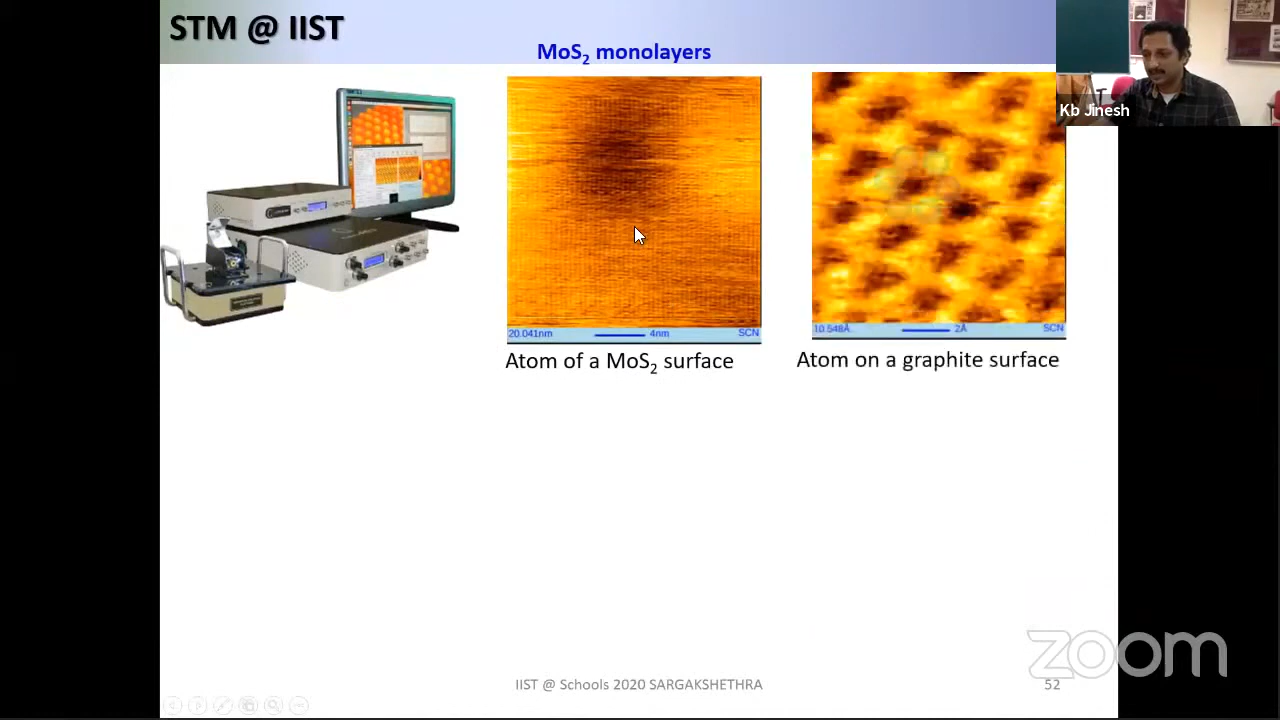 STM @ IIST
MoS₂ monolayers
Kb Jinesh
20.041nm 4nm SCN
10.548Å 2Å SCN
Atom of a MoS₂ surface
Atom on a graphite surface
zoom
IIST @ Schools 2020 SARGAKSHETHRA
52